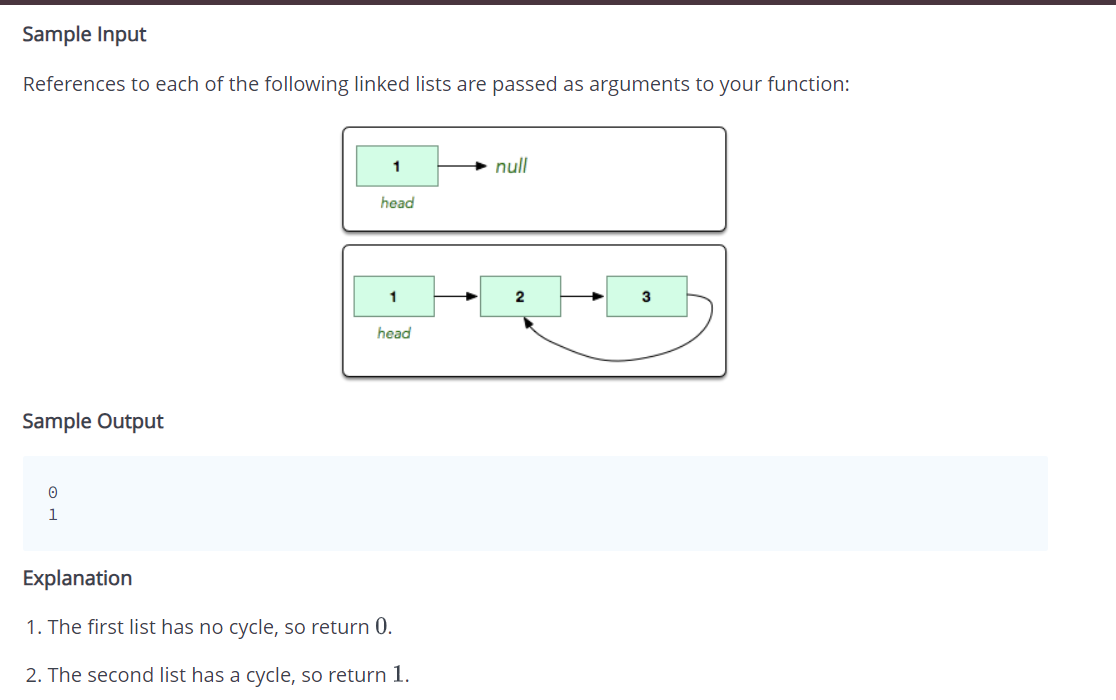 Sample Input
References to each of the following linked lists are passed as arguments to your function:
1 null
head
1 2 3
head
Sample Output
0
1
Explanation
1. The first list has no cycle, so return 0.
2. The second list has a cycle, so return 1.